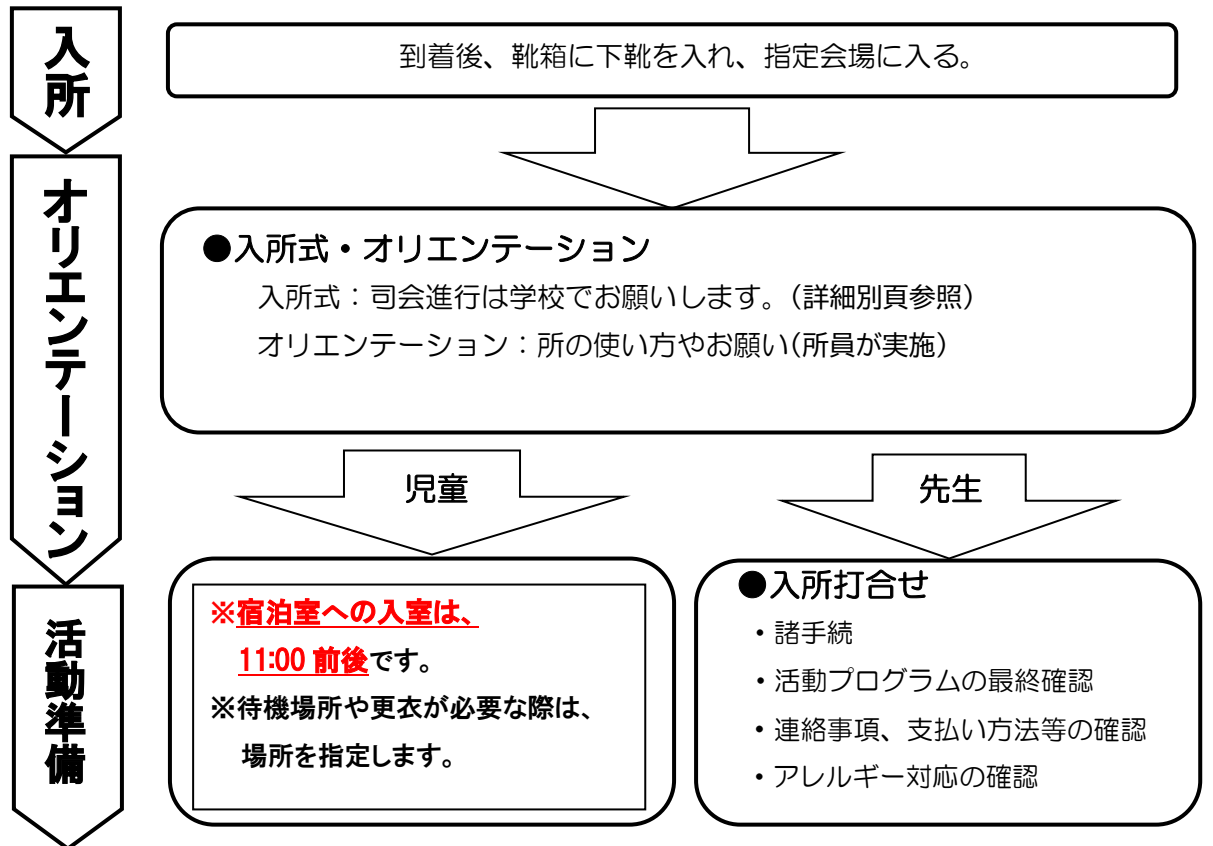 入所
到着後、靴箱に下靴を入れ、指定会場に入る。
オリエンテーション
●入所式・オリエンテーション
入所式：司会進行は学校でお願いします。(詳細別頁参照)
オリエンテーション：所の使い方やお願い(所員が実施)
児童
先生
活動準備
※宿泊室への入室は、
11:00 前後です。
※待機場所や更衣が必要な際は、
場所を指定します。
●入所打合せ
・諸手続
・活動プログラムの最終確認
・連絡事項、支払い方法等の確認
・アレルギー対応の確認